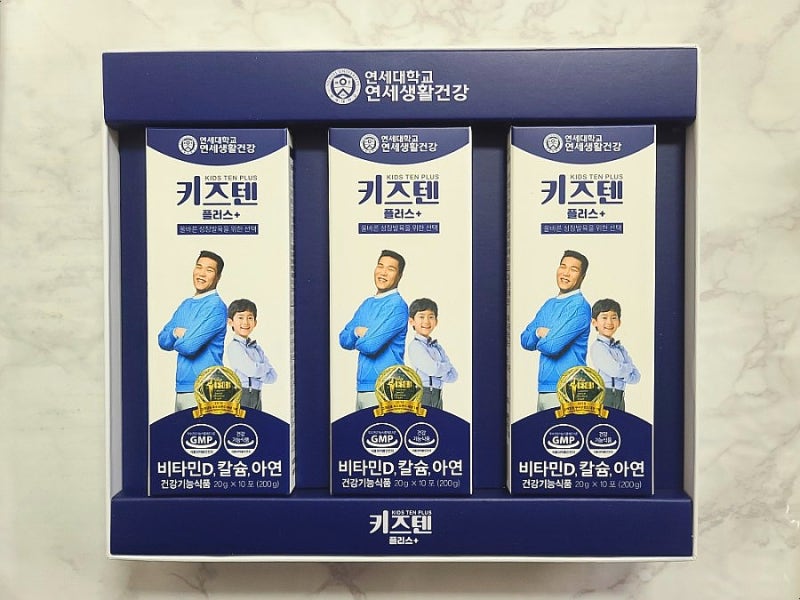 연세대학교
연세생활건강
연세대학교
연세생활건강
KIDS TEN PLUS
키즈텐
플러스+
올바른 성장발육을 위한 선택
GMP
건강
기능식품
비타민D, 칼슘, 아연
건강기능식품 20g × 10포 (200g)
연세대학교
연세생활건강
KIDS TEN PLUS
키즈텐
플러스+
올바른 성장발육을 위한 선택
GMP
건강
기능식품
비타민D, 칼슘, 아연
건강기능식품 20g × 10포 (200g)
연세대학교
연세생활건강
KIDS TEN PLUS
키즈텐
플러스+
올바른 성장발육을 위한 선택
GMP
건강
기능식품
비타민D, 칼슘, 아연
건강기능식품 20g × 10포 (200g)
KIDS TEN PLUS
키즈텐
플러스+